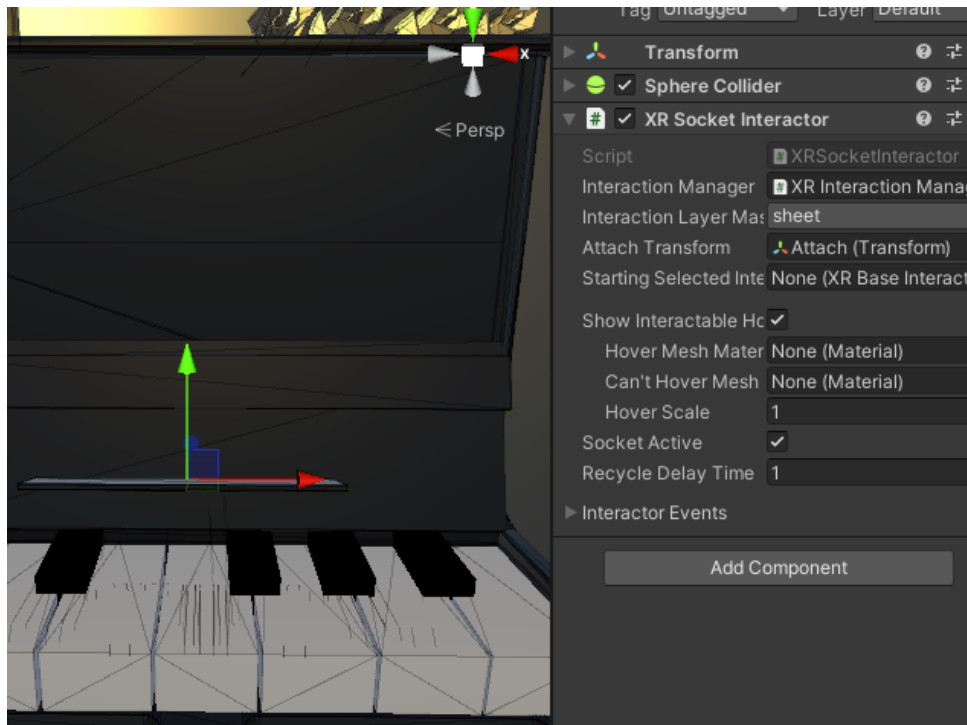 Tag Untagged Layer Default
Transform
Sphere Collider
x
XR Socket Interactor
Persp
Script XRSocketInteractor
Interaction Manager XR Interaction Mana
Interaction Layer Mas sheet
Attach Transform Attach (Transform)
Starting Selected Inte None (XR Base Interact
Show Interactable Ho
Hover Mesh Mater None (Material)
Can't Hover Mesh None (Material)
Hover Scale 1
Socket Active
Recycle Delay Time 1
Interactor Events
Add Component